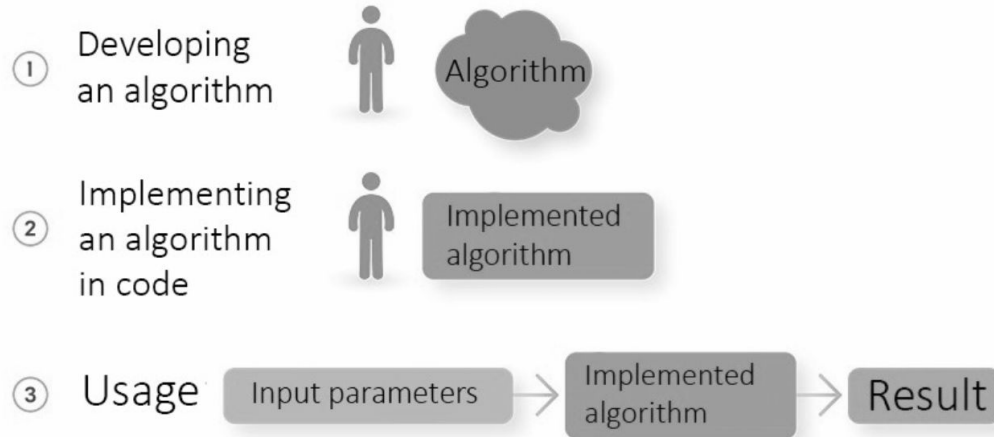 1 Developing
an algorithm
Algorithm
2 Implementing
an algorithm
in code
Implemented
algorithm
3 Usage
Input parameters
Implemented
algorithm
Result